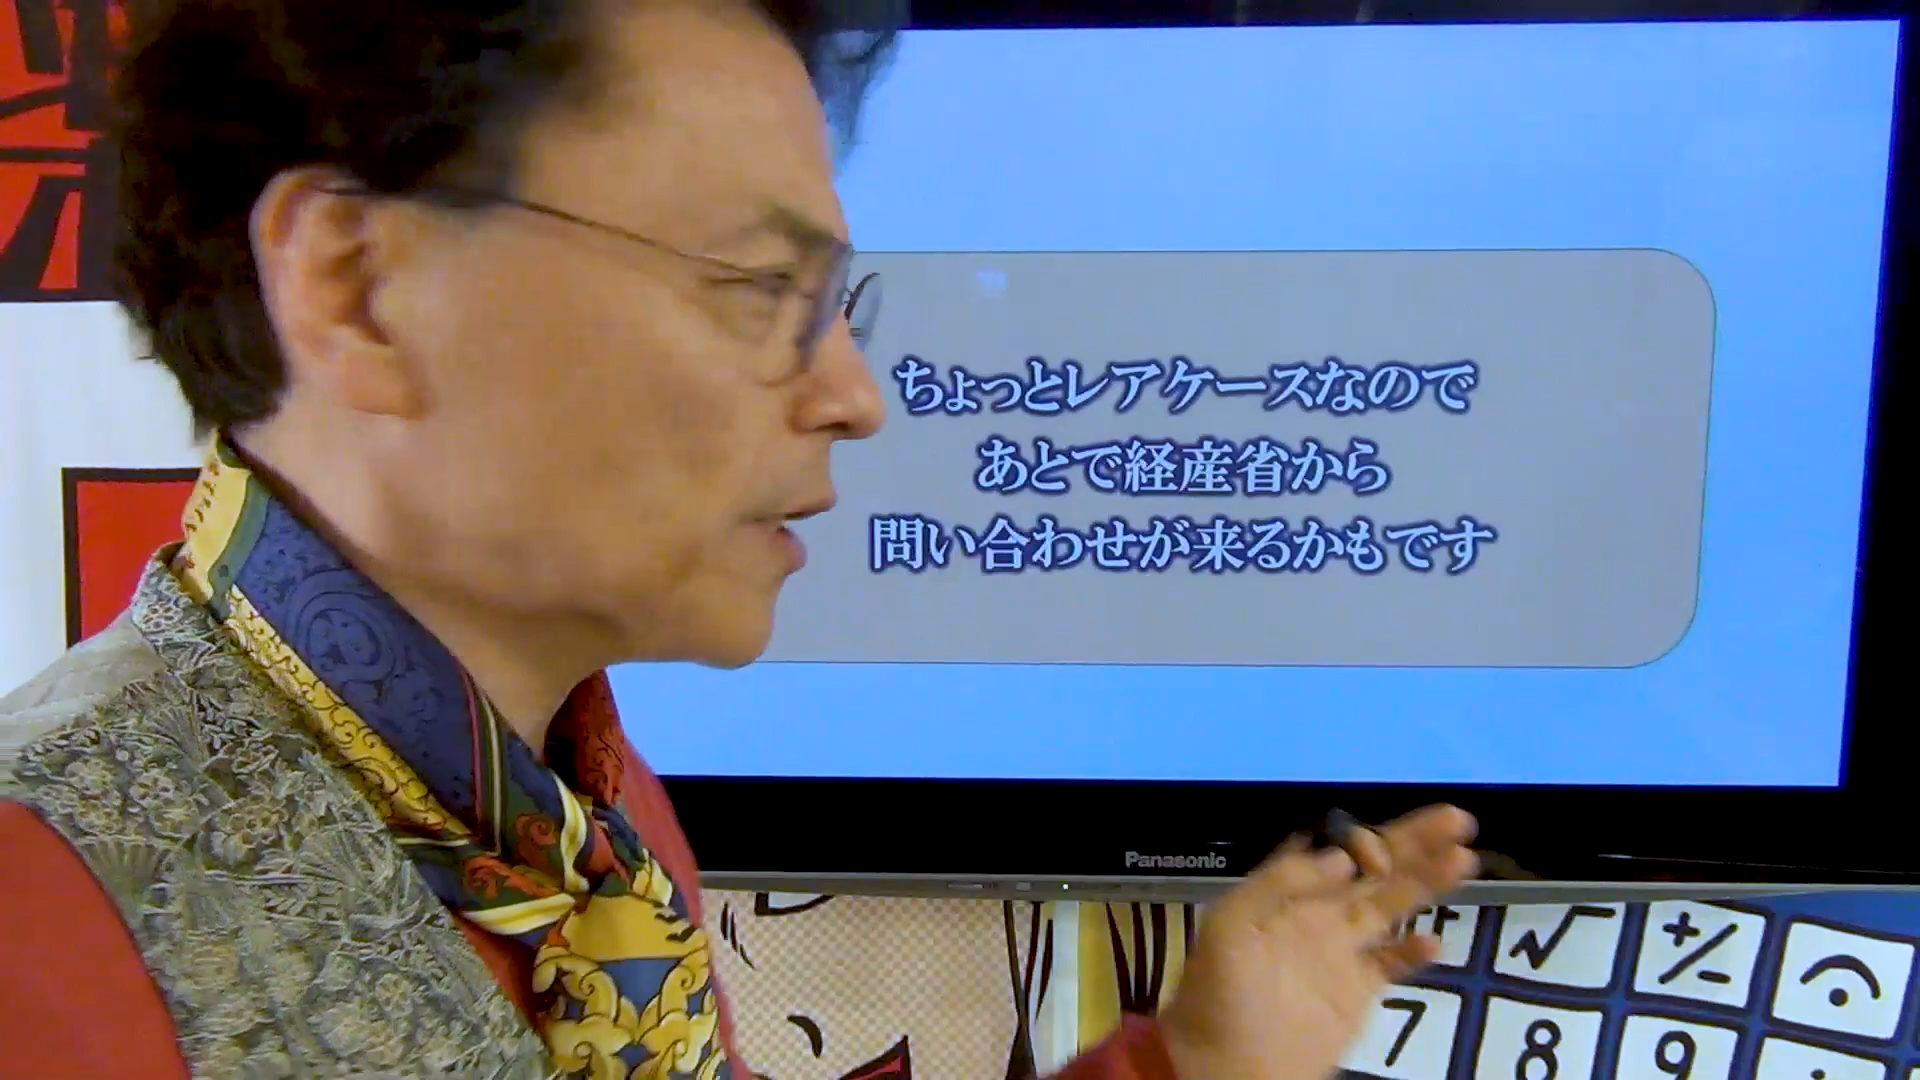 ちょっとレアケースなので
あとで経産省から
問い合わせが来るかもです
Panasonic
√ +/-
7 8 9